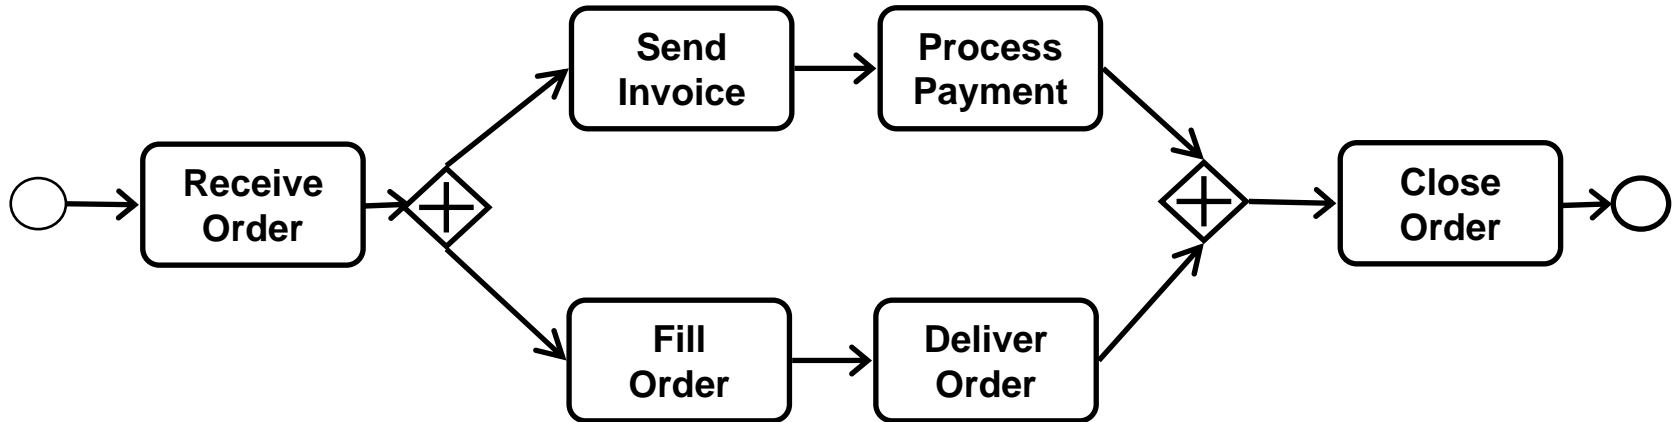 Send
Invoice
Process
Payment
Receive
Order
Close
Order
Fill
Order
Deliver
Order